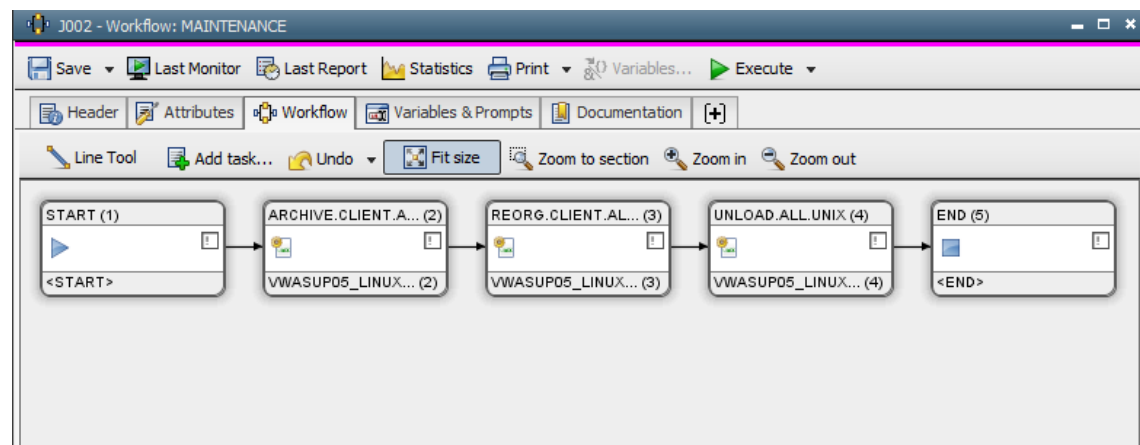 J002 - Workflow: MAINTENANCE
Save Last Monitor Last Report Statistics Print Variables... Execute
Header Attributes Workflow Variables & Prompts Documentation [+]
Line Tool Add task... Undo Fit size Zoom to section Zoom in Zoom out
START (1) ARCHIVE.CLIENT.A... (2) REORG.CLIENT.AL... (3) UNLOAD.ALL.UNIX (4) END (5)
<START> VWASUP05_LINUX... (2) VWASUP05_LINUX... (3) VWASUP05_LINUX... (4) <END>